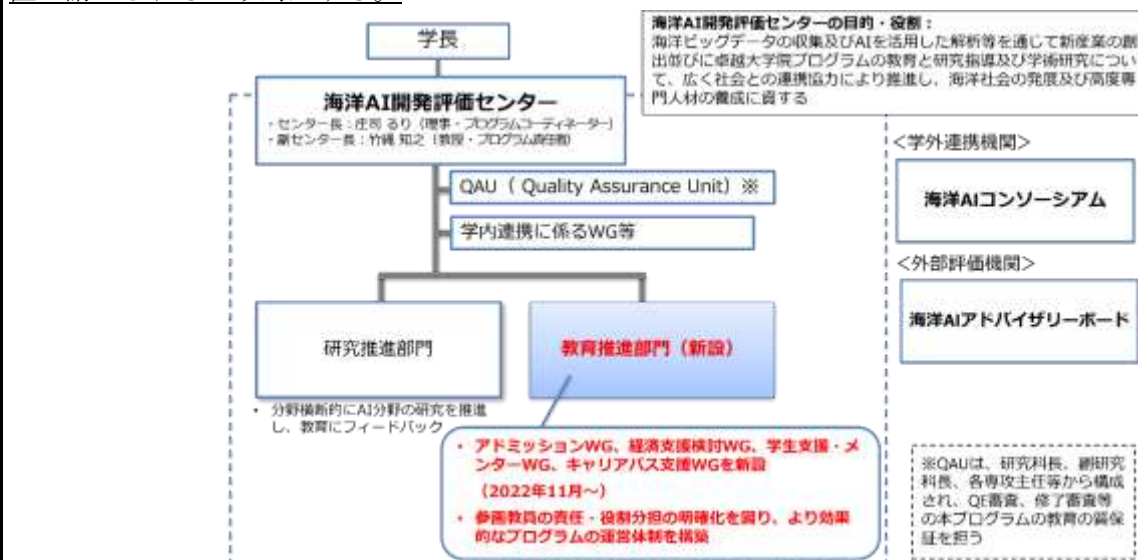 学長
海洋AI開発評価センターの目的・役割：
海洋ビッグデータの収集及びAIを活用した解析等を通じて新産業の創
出並びに卓越大学院プログラムの教育と研究指導及び学術研究につい
て、広く社会との連携協力により推進し、海洋社会の発展及び高度専
門人材の養成に資する
海洋AI開発評価センター
・センター長：庄司 るり（理事・プログラムコーディネーター）
・副センター長：竹縄 知之（教授・プログラム責任者）
QAU（ Quality Assurance Unit）※
学内連携に係るWG等
<学外連携機関>
海洋AIコンソーシアム
<外部評価機関>
海洋AIアドバイザリーボード
研究推進部門
教育推進部門（新設）
・ 分野横断的にAI分野の研究を推進
し、教育にフィードバック
・ アドミッションWG、経済支援検討WG、学生支援・メ
ンターWG、キャリアパス支援WGを新設
（2022年11月～）
・ 参画教員の責任・役割分担の明確化を図り、より効果
的なプログラムの運営体制を構築
※QAUは、研究科長、副研究
科長、各専攻主任等から構成
され、QE審査、修了審査等
の本プログラムの教育の質保
証を担う